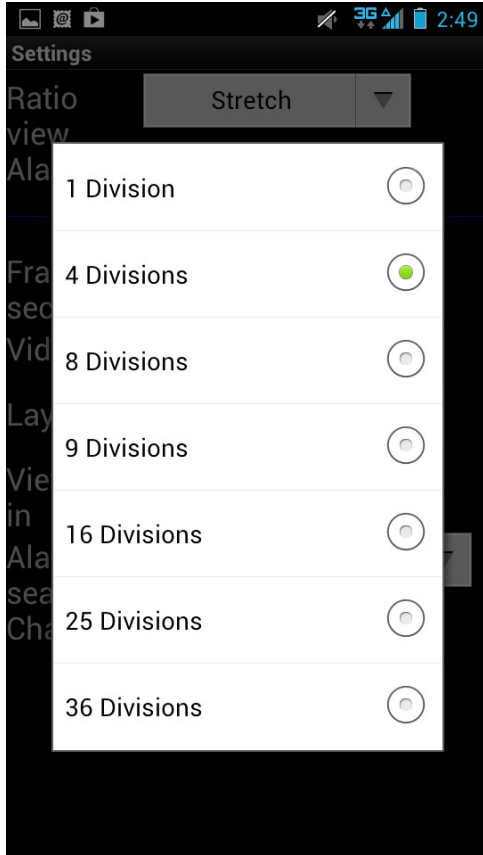 3G 2:49
Settings
Ratio Stretch
view
Ala
1 Division
4 Divisions
Fra
sec
8 Divisions
Vid
Lay
9 Divisions
Vie
in
16 Divisions
Ala
sea
25 Divisions
Cha
36 Divisions